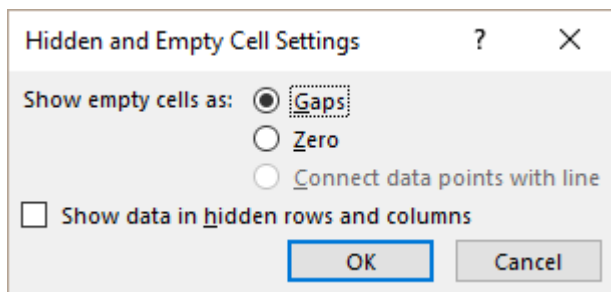 Hidden and Empty Cell Settings ?
Show empty cells as: Gaps
Zero
Connect data points with line
Show data in hidden rows and columns
OK Cancel